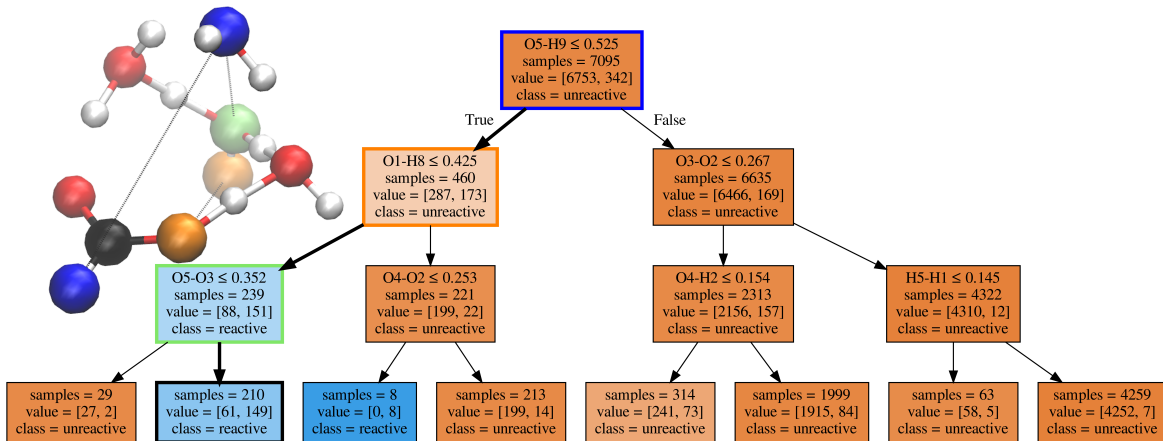 O5-H9 ≤ 0.525
samples = 7095
value = [6753, 342]
class = unreactive
True
False
O1-H8 ≤ 0.425
samples = 460
value = [287, 173]
class = unreactive
O3-O2 ≤ 0.267
samples = 6635
value = [6466, 169]
class = unreactive
O5-O3 ≤ 0.352
samples = 239
value = [88, 151]
class = reactive
O4-O2 ≤ 0.253
samples = 221
value = [199, 22]
class = unreactive
O4-H2 ≤ 0.154
samples = 2313
value = [2156, 157]
class = unreactive
H5-H1 ≤ 0.145
samples = 4322
value = [4310, 12]
class = unreactive
samples = 29
value = [27, 2]
class = unreactive
samples = 210
value = [61, 149]
class = reactive
samples = 8
value = [0, 8]
class = reactive
samples = 213
value = [199, 14]
class = unreactive
samples = 314
value = [241, 73]
class = unreactive
samples = 1999
value = [1915, 84]
class = unreactive
samples = 63
value = [58, 5]
class = unreactive
samples = 4259
value = [4252, 7]
class = unreactive